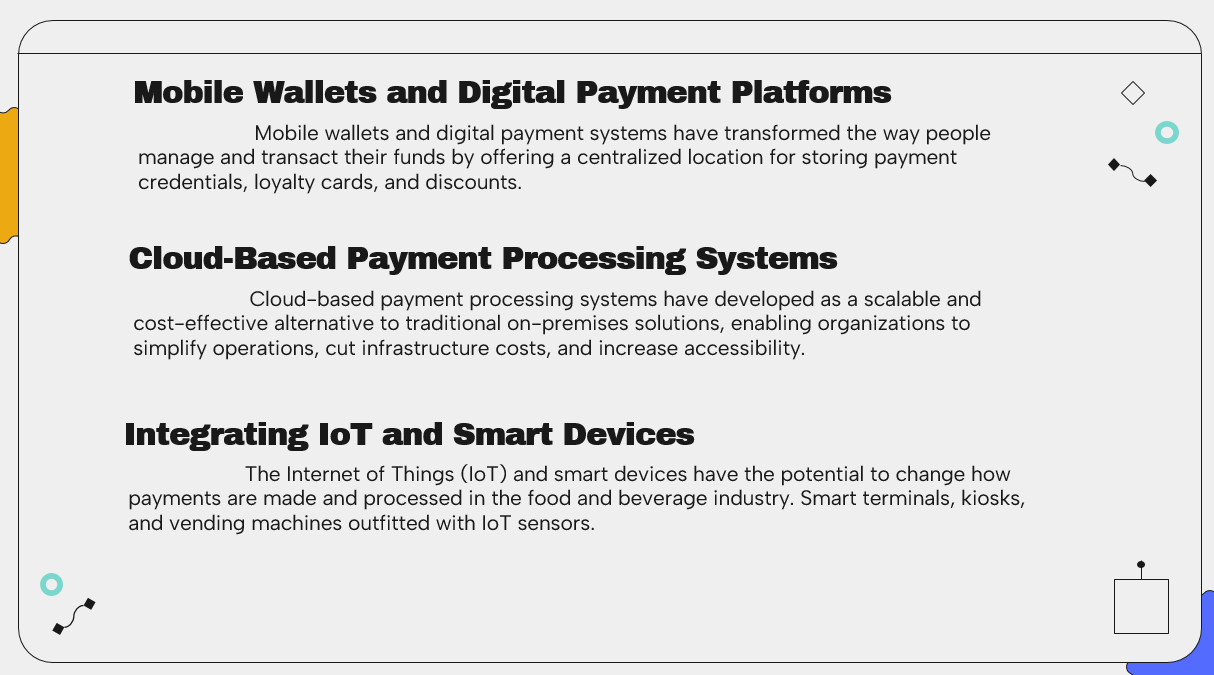 Mobile Wallets and Digital Payment Platforms
Mobile wallets and digital payment systems have transformed the way people
manage and transact their funds by offering a centralized location for storing payment
credentials, loyalty cards, and discounts.
Cloud-Based Payment Processing Systems
Cloud-based payment processing systems have developed as a scalable and
cost-effective alternative to traditional on-premises solutions, enabling organizations to
simplify operations, cut infrastructure costs, and increase accessibility.
Integrating IoT and Smart Devices
The Internet of Things (IoT) and smart devices have the potential to change how
payments are made and processed in the food and beverage industry. Smart terminals, kiosks,
and vending machines outfitted with IoT sensors.